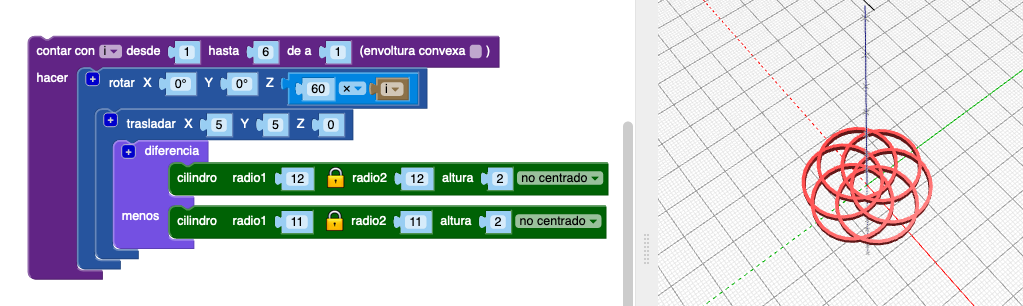 contar con i desde 1 hasta 6 de a 1 (envoltura convexa )
hacer
+ rotar X 0° Y 0° Z 60 × i
+ trasladar X 5 Y 5 Z 0
+ diferencia
cilindro radio1 12 radio2 12 altura 2 no centrado
menos
cilindro radio1 11 radio2 11 altura 2 no centrado